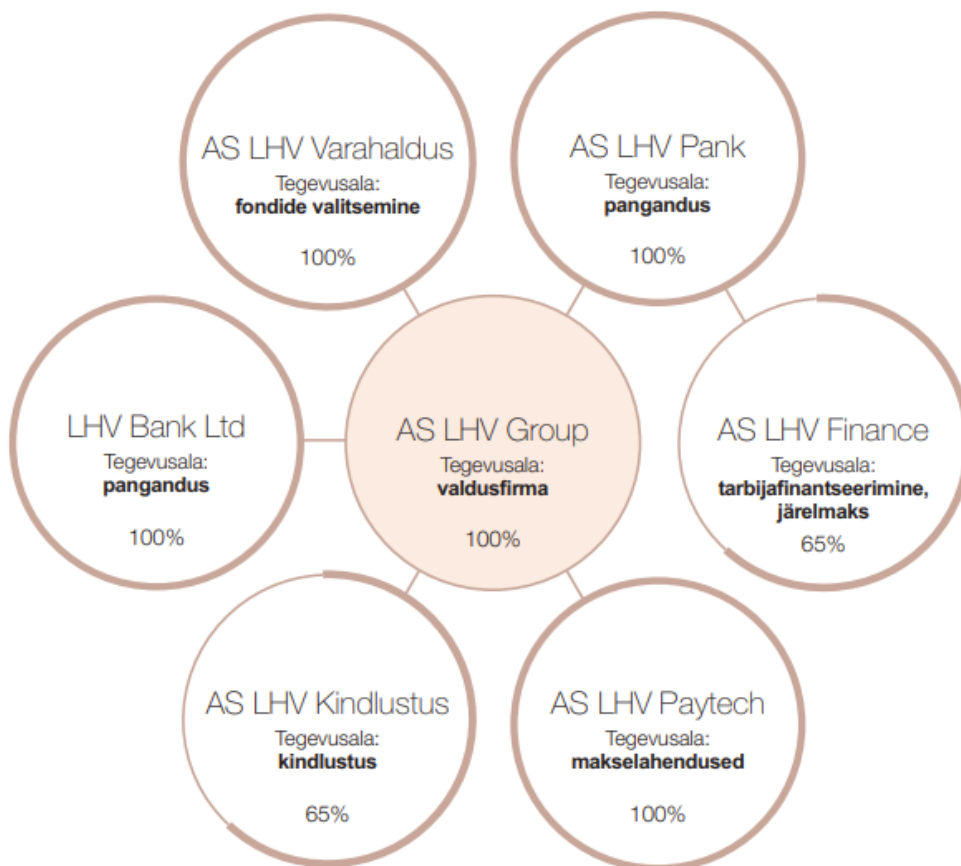 AS LHV Varahaldus
Tegevusala:
fondide valitsemine
100%
AS LHV Pank
Tegevusala:
pangandus
100%
LHV Bank Ltd
Tegevusala:
pangandus
100%
AS LHV Group
Tegevusala:
valdusfirma
100%
AS LHV Finance
Tegevusala:
tarbijafinantseerimine,
järelmaks
65%
AS LHV Kindlustus
Tegevusala:
kindlustus
65%
AS LHV Paytech
Tegevusala:
makselahendused
100%